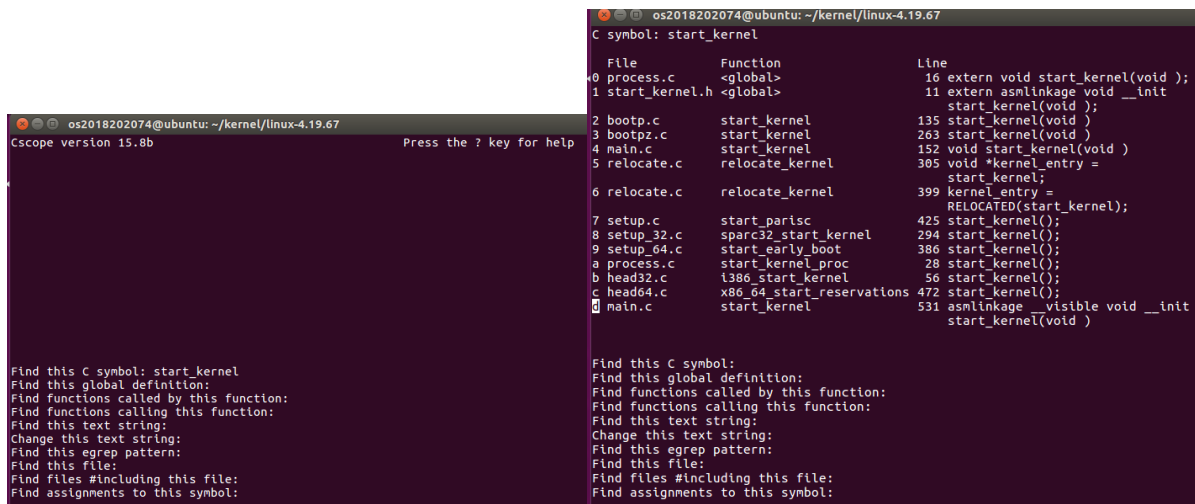 os2018202074@ubuntu: ~/kernel/linux-4.19.67
Cscope version 15.8b Press the ? key for help
Find this C symbol: start_kernel
Find this global definition:
Find functions called by this function:
Find functions calling this function:
Find this text string:
Change this text string:
Find this egrep pattern:
Find this file:
Find files #including this file:
Find assignments to this symbol:
os2018202074@ubuntu: ~/kernel/linux-4.19.67
C symbol: start_kernel
File Function Line
0 process.c <global> 16 extern void start_kernel(void );
1 start_kernel.h <global> 11 extern asmlinkage void __init
start_kernel(void );
2 bootp.c start_kernel 135 start_kernel(void )
3 bootpz.c start_kernel 263 start_kernel(void )
4 main.c start_kernel 152 void start_kernel(void )
5 relocate.c relocate_kernel 305 void *kernel_entry =
start_kernel;
6 relocate.c relocate_kernel 399 kernel_entry =
RELOCATED(start_kernel);
7 setup.c start_parisc 425 start_kernel();
8 setup_32.c sparc32_start_kernel 294 start_kernel();
9 setup_64.c start_early_boot 386 start_kernel();
a process.c start_kernel_proc 28 start_kernel();
b head32.c i386_start_kernel 56 start_kernel();
c head64.c x86_64_start_reservations 472 start_kernel();
d main.c start_kernel 531 asmlinkage __visible void __init
start_kernel(void )
Find this C symbol:
Find this global definition:
Find functions called by this function:
Find functions calling this function:
Find this text string:
Change this text string:
Find this egrep pattern:
Find this file:
Find files #including this file:
Find assignments to this symbol: